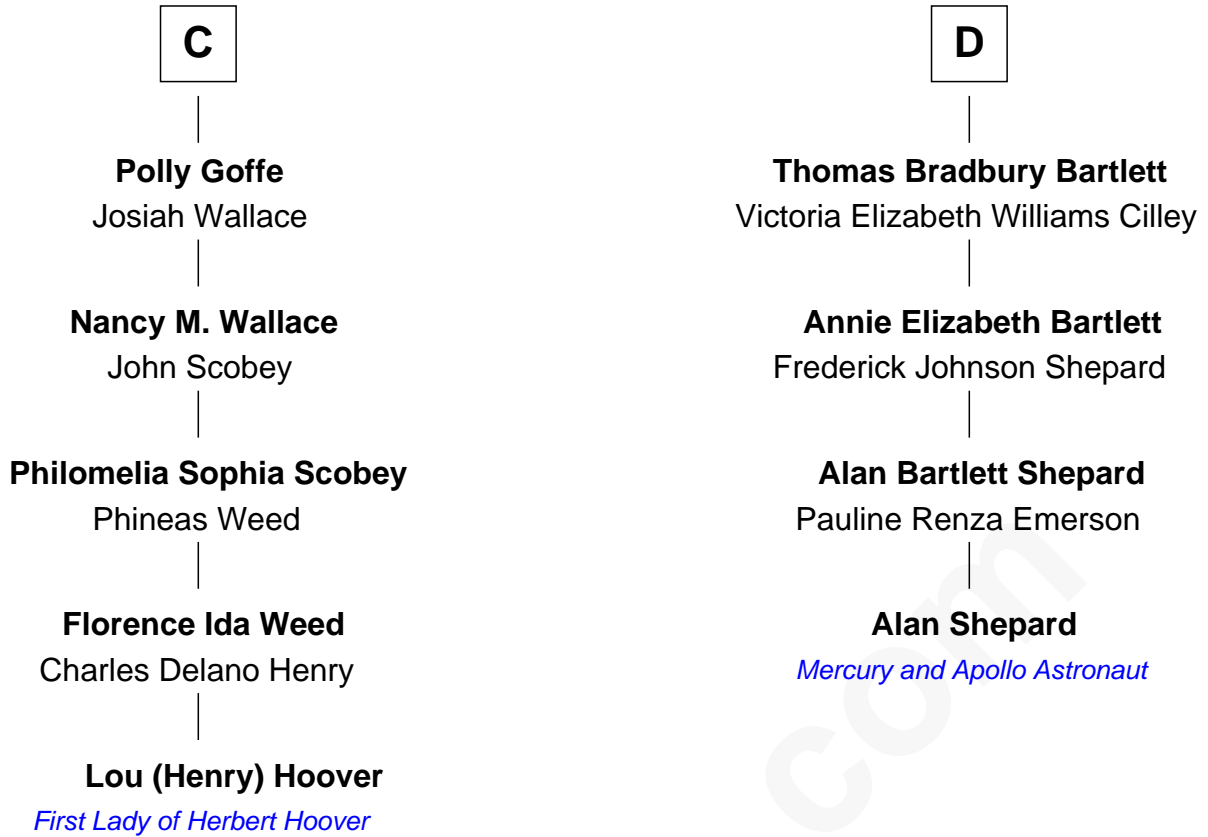 C
Polly Goffe
Josiah Wallace
Nancy M. Wallace
John Scobey
Philomelia Sophia Scobey
Phineas Weed
Florence Ida Weed
Charles Delano Henry
Lou (Henry) Hoover
First Lady of Herbert Hoover
D
Thomas Bradbury Bartlett
Victoria Elizabeth Williams Cilley
Annie Elizabeth Bartlett
Frederick Johnson Shepard
Alan Bartlett Shepard
Pauline Renza Emerson
Alan Shepard
Mercury and Apollo Astronaut
com